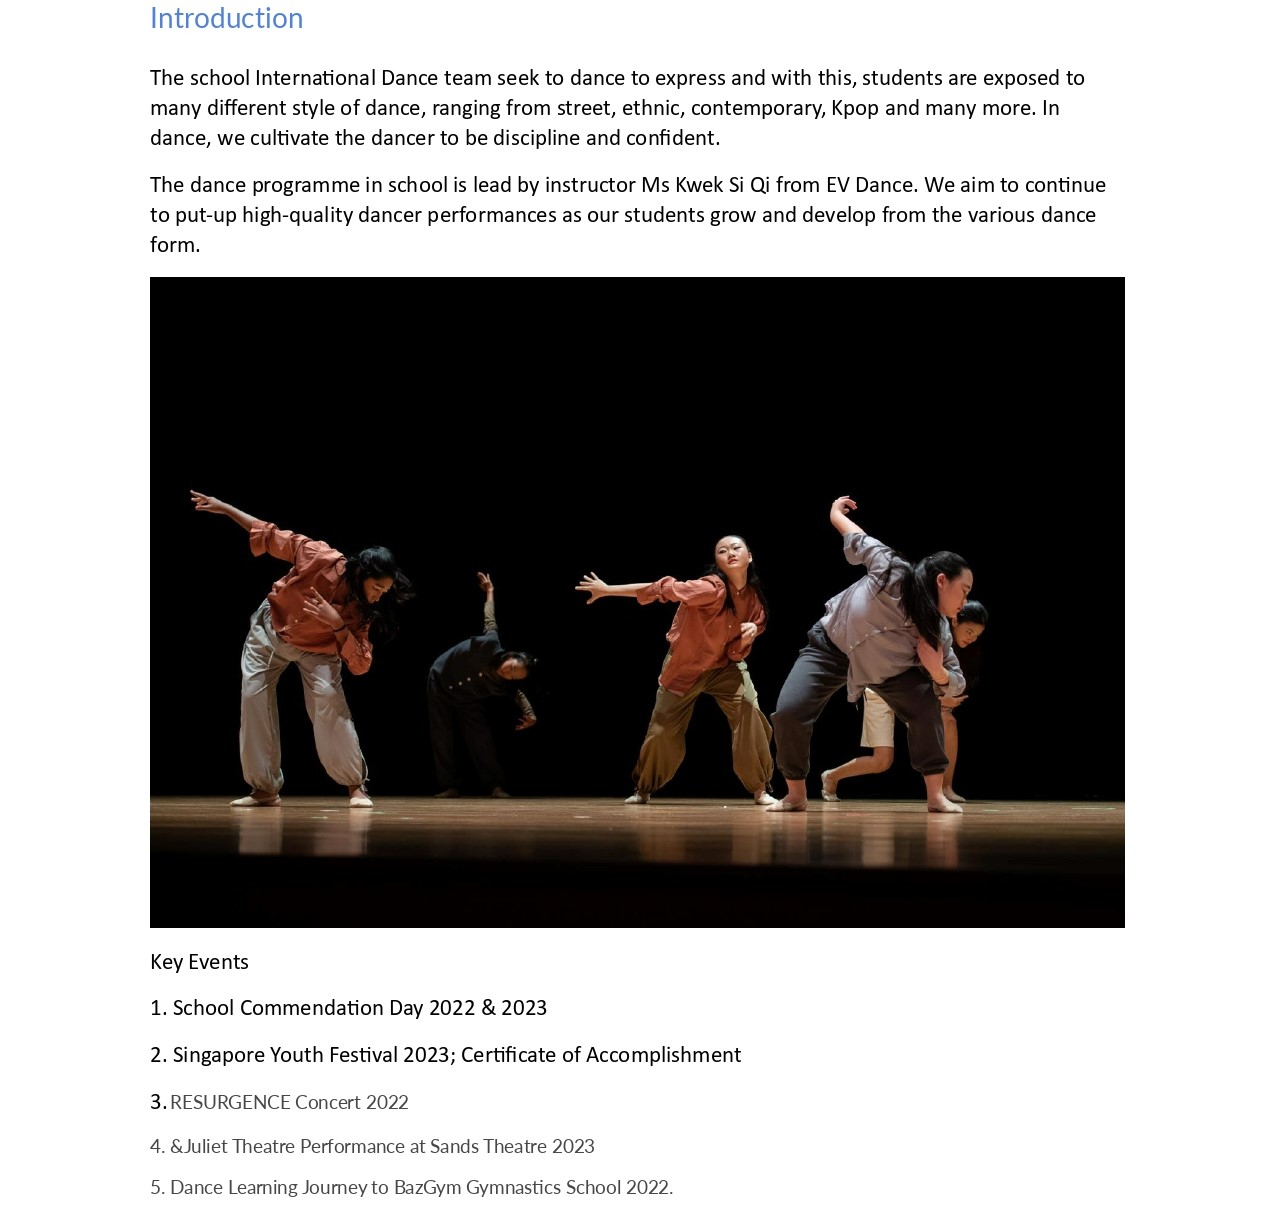 Introduction
The school International Dance team seek to dance to express and with this, students are exposed to
many different style of dance, ranging from street, ethnic, contemporary, Kpop and many more. In
dance, we cultivate the dancer to be discipline and confident.
The dance programme in school is lead by instructor Ms Kwek Si Qi from EV Dance. We aim to continue
to put-up high-quality dancer performances as our students grow and develop from the various dance
form.
Key Events
1. School Commendation Day 2022 & 2023
2. Singapore Youth Festival 2023; Certificate of Accomplishment
3. RESURGENCE Concert 2022
4. &Juliet Theatre Performance at Sands Theatre 2023
5. Dance Learning Journey to BazGym Gymnastics School 2022.